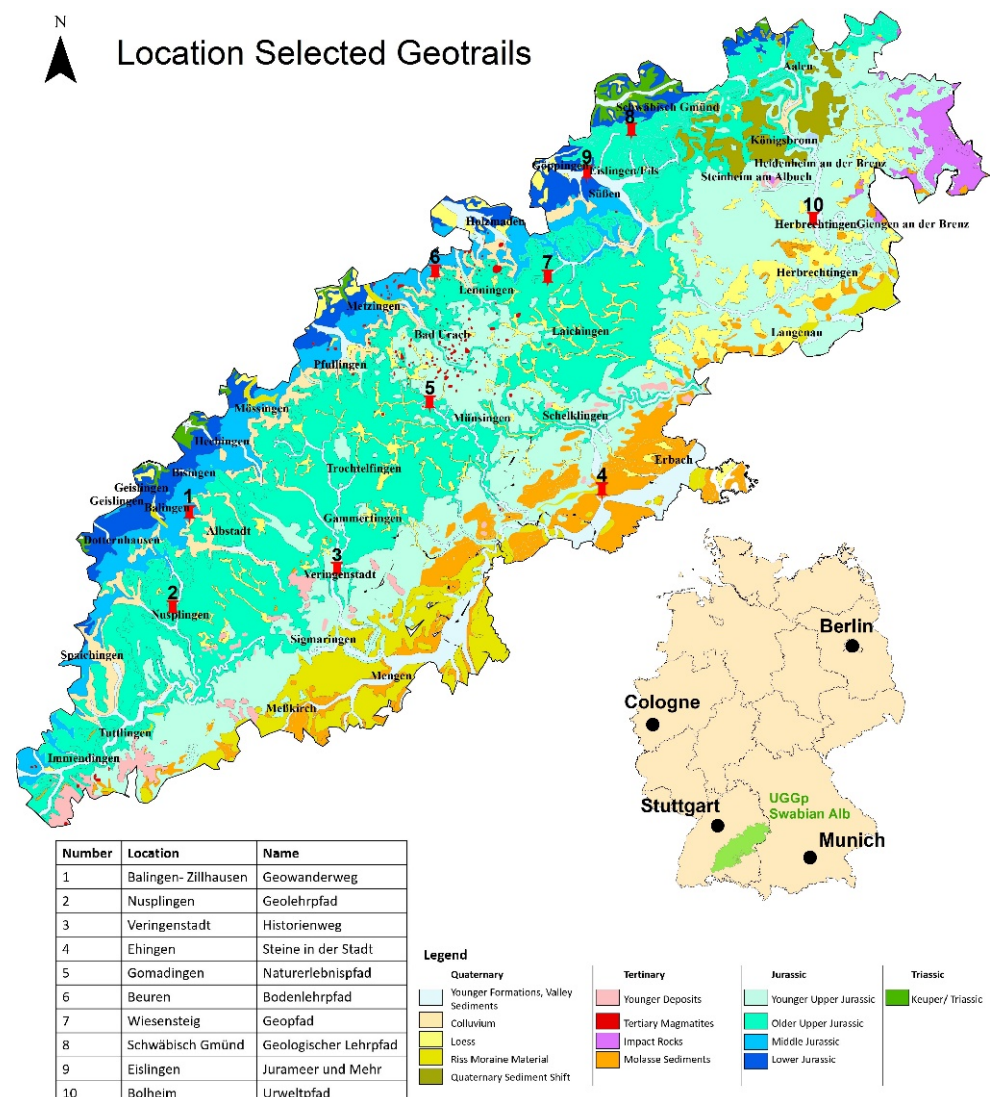 N
Location Selected Geotrails
Aalen
Schwäbisch Gmünd
8
Königsbronn
Göppingen
9
Eislingen/Fils
Heidenheim an der Brenz
Steinheim am Albuch
Süßen
10
Holzmaden
Herbrechtingen
Giengen an der Brenz
6
7
Lenningen
Herbrechtingen
Metzingen
Bad Urach
Laichingen
Langenau
Pfullingen
5
Mössingen
Münsingen
Schelklingen
Hechingen
Trochtelfingen
Erbach
Bisingen
4
Geislingen
Geislingen
1
Balingen
Albstadt
Gammertingen
Dotternhausen
3
Veringenstadt
2
Nusplingen
Sigmaringen
Spaichingen
Mengen
Meßkirch
Tuttlingen
Immendingen
Berlin
Cologne
Stuttgart
UGGp
Swabian Alb
Munich
Number Location Name
1 Balingen- Zillhausen Geowanderweg
2 Nusplingen Geolehrpfad
3 Veringenstadt Historienweg
4 Ehingen Steine in der Stadt
5 Gomadingen Naturerlebnispfad
6 Beuren Bodenlehrpfad
7 Wiesensteig Geopfad
8 Schwäbisch Gmünd Geologischer Lehrpfad
9 Eislingen Jurameer und Mehr
10 Bolheim Urweltpfad
Legend
Quaternary
Younger Formations, Valley
Sediments
Colluvium
Loess
Riss Moraine Material
Quaternary Sediment Shift
Tertinary
Younger Deposits
Tertiary Magmatites
Impact Rocks
Molasse Sediments
Jurassic
Younger Upper Jurassic
Older Upper Jurassic
Middle Jurassic
Lower Jurassic
Triassic
Keuper/ Triassic